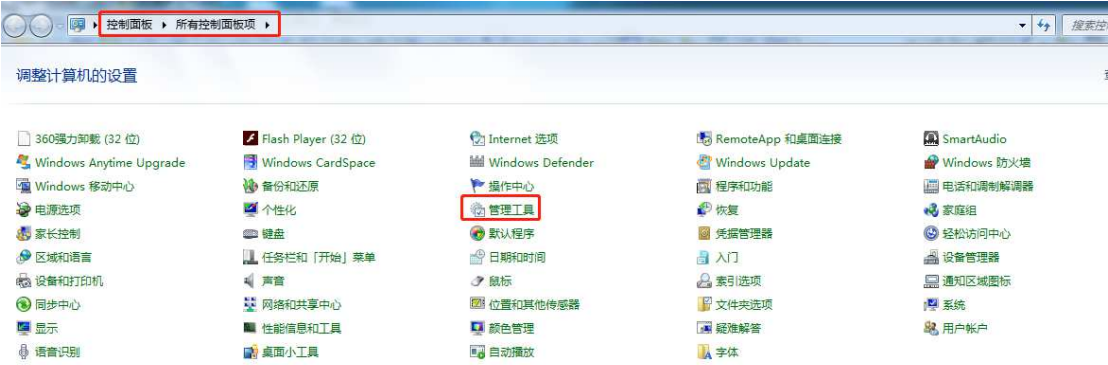 控制面板 ▸ 所有控制面板项 ▸ 搜索控
调整计算机的设置
360强力卸载 (32 位) Flash Player (32 位) Internet 选项 RemoteApp 和桌面连接 SmartAudio
Windows Anytime Upgrade Windows CardSpace Windows Defender Windows Update Windows 防火墙
Windows 移动中心 备份和还原 操作中心 程序和功能 电话和调制解调器
电源选项 个性化 管理工具 恢复 家庭组
家长控制 键盘 默认程序 凭据管理器 轻松访问中心
区域和语言 任务栏和「开始」菜单 日期和时间 入门 设备管理器
设备和打印机 声音 鼠标 索引选项 通知区域图标
同步中心 网络和共享中心 位置和其他传感器 文件夹选项 系统
显示 性能信息和工具 颜色管理 疑难解答 用户帐户
语音识别 桌面小工具 自动播放 字体